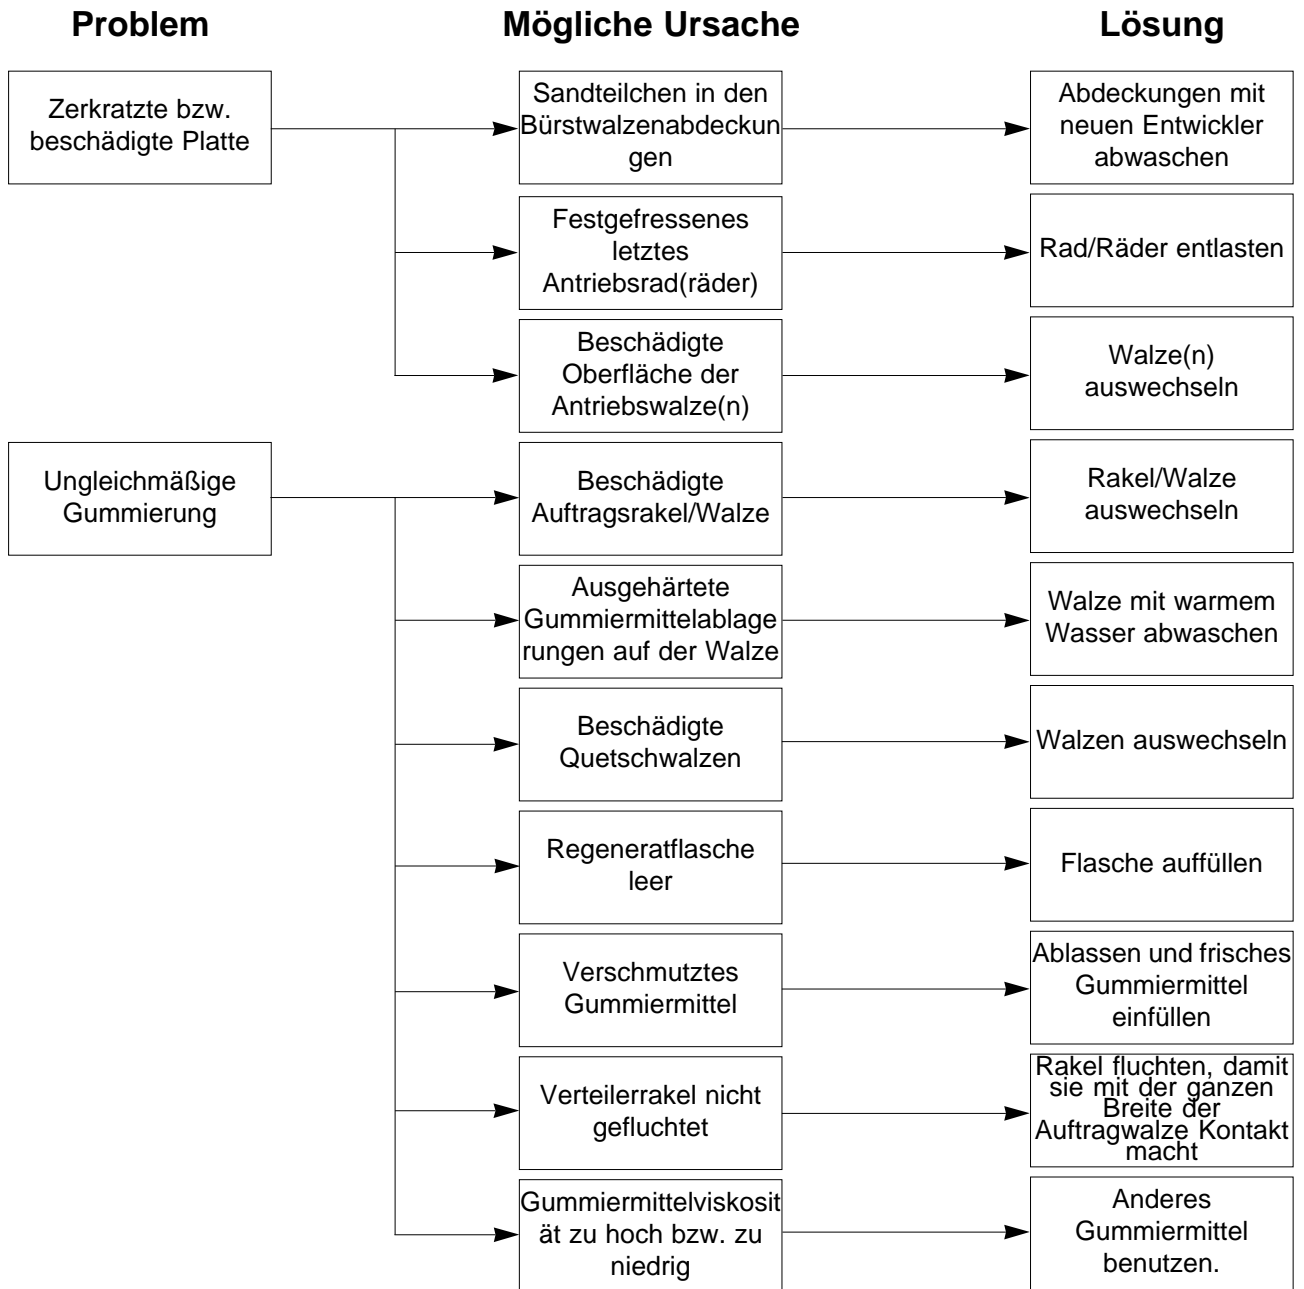 Problem
Mögliche Ursache
Lösung
Zerkratzte bzw.
beschädigte Platte
Sandteilchen in den
Bürstwalzenabdeckun
gen
Abdeckungen mit
neuen Entwickler
abwaschen
Festgefressenes
letztes
Antriebsrad(räder)
Rad/Räder entlasten
Beschädigte
Oberfläche der
Antriebswalze(n)
Walze(n)
auswechseln
Ungleichmäßige
Gummierung
Beschädigte
Auftragsrakel/Walze
Rakel/Walze
auswechseln
Ausgehärtete
Gummiermittelablage
rungen auf der Walze
Walze mit warmem
Wasser abwaschen
Beschädigte
Quetschwalzen
Walzen auswechseln
Regeneratflasche
leer
Flasche auffüllen
Verschmutztes
Gummiermittel
Ablassen und frisches
Gummiermittel
einfüllen
Verteilerrakel nicht
gefluchtet
Rakel fluchten, damit
sie mit der ganzen
Breite der
Auftragwalze Kontakt
macht
Gummiermittelviskosit
ät zu hoch bzw. zu
niedrig
Anderes
Gummiermittel
benutzen.